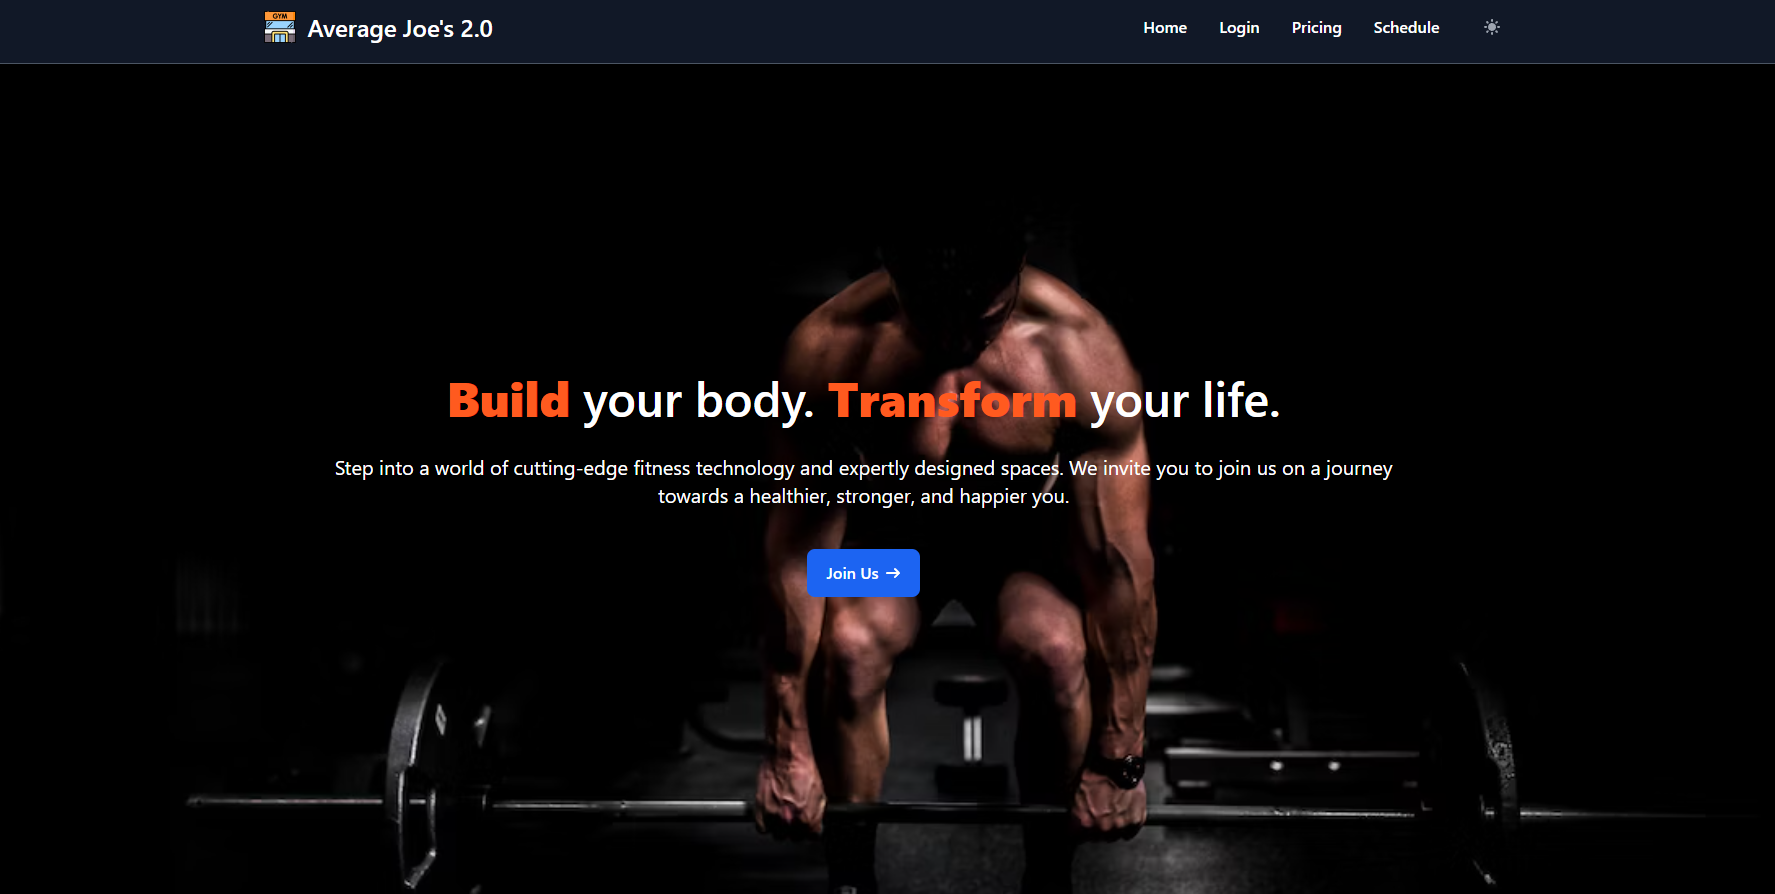 GYM
Average Joe's 2.0
Home
Login
Pricing
Schedule
Build your body. Transform your life.
Step into a world of cutting-edge fitness technology and expertly designed spaces. We invite you to join us on a journey
towards a healthier, stronger, and happier you.
Join Us →